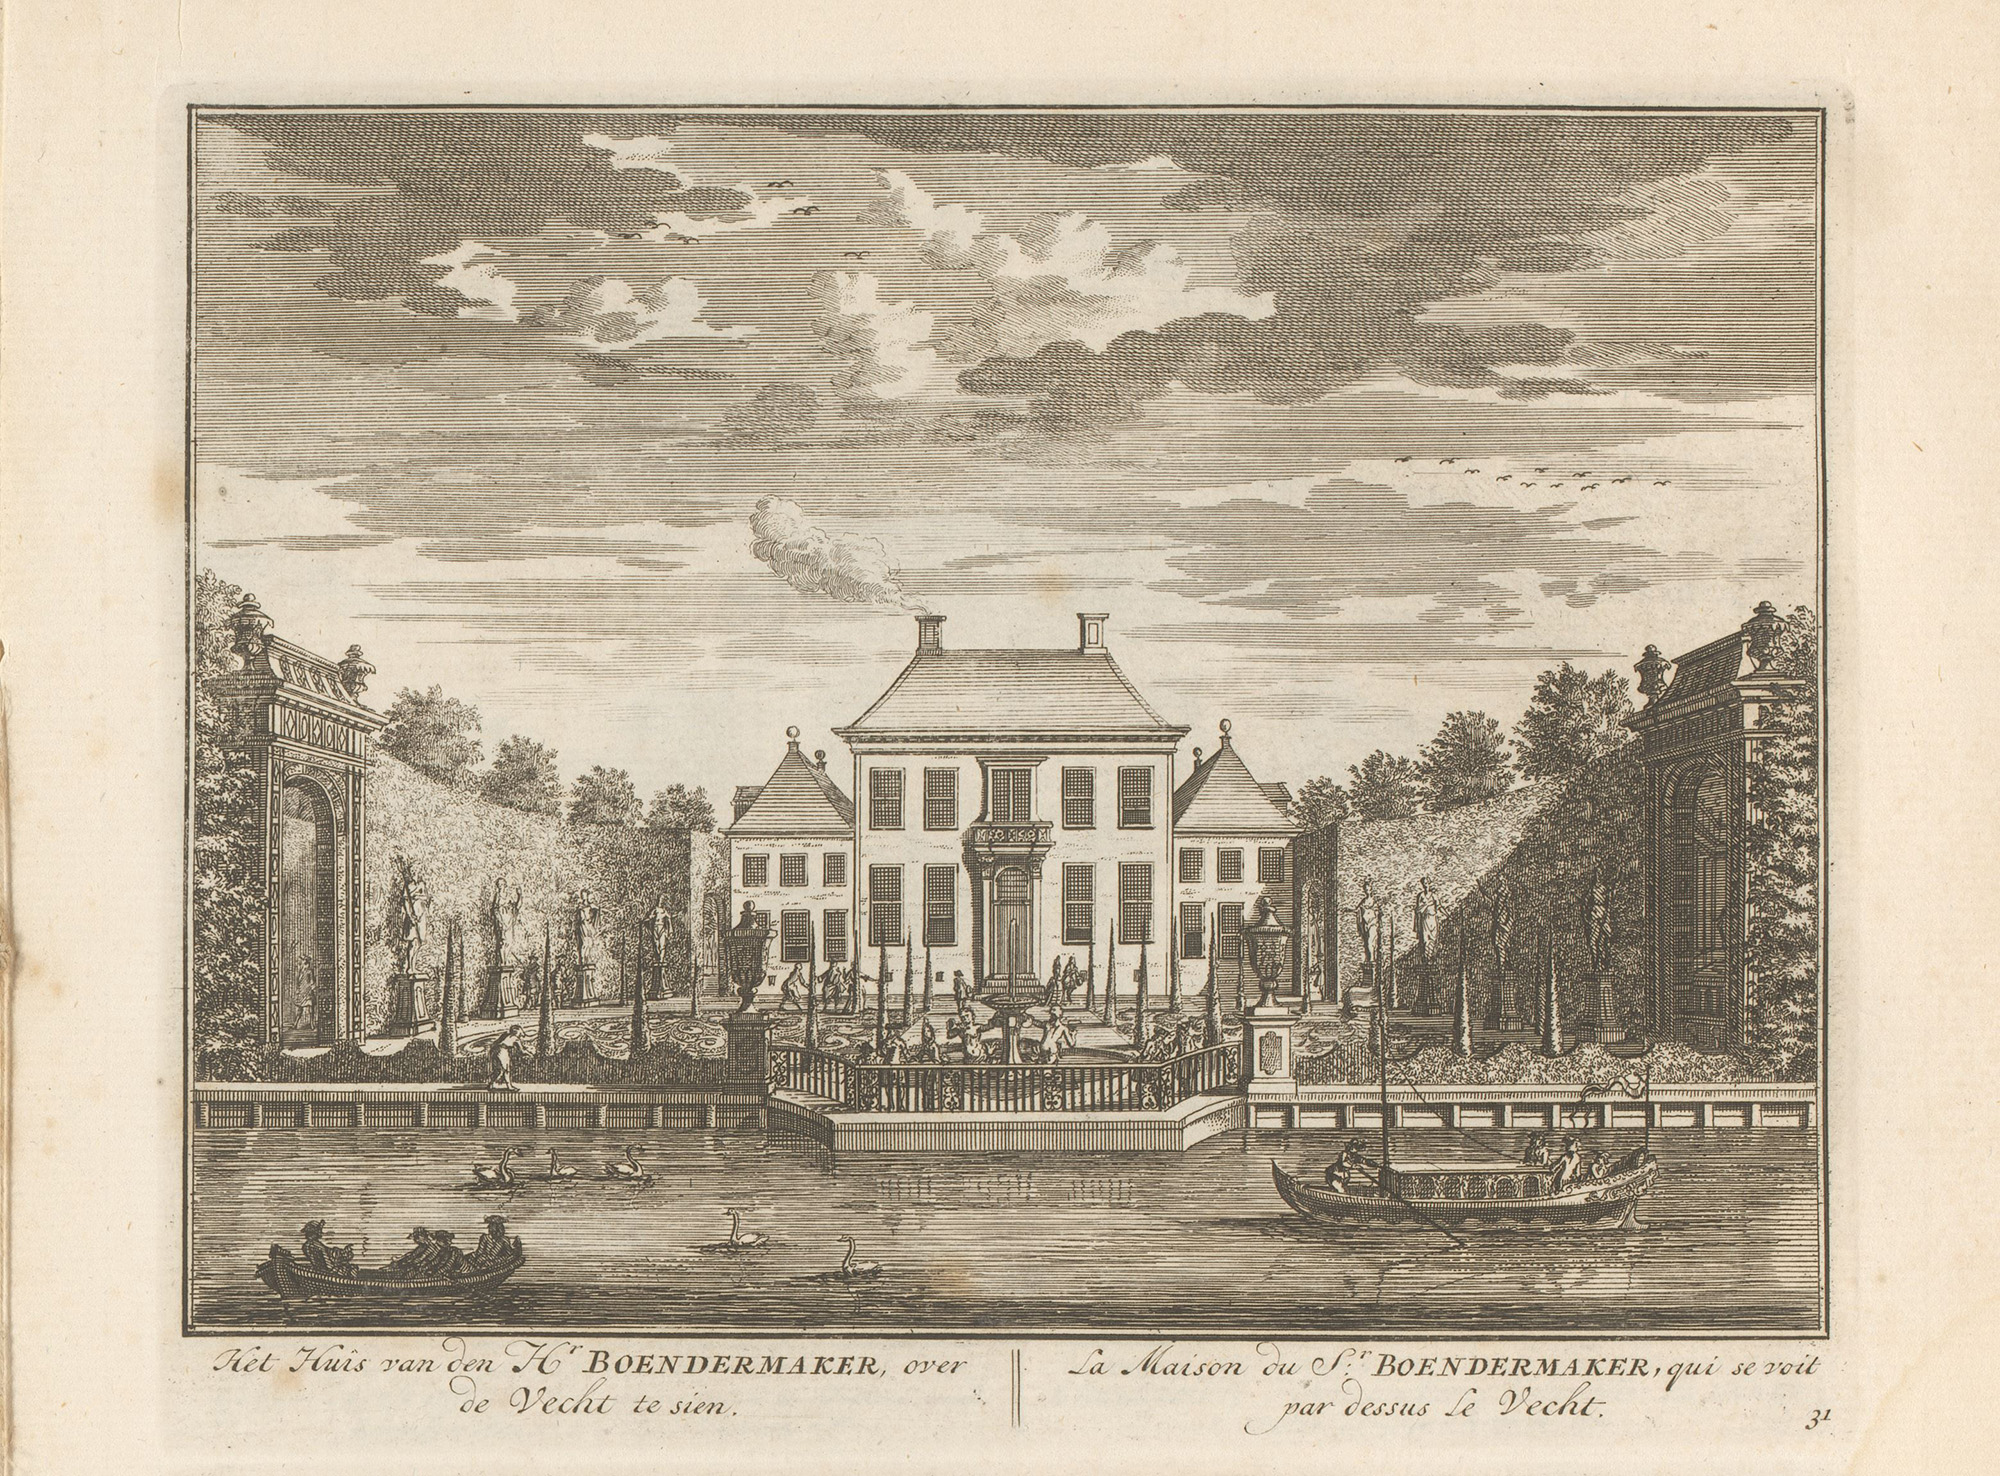 Het Huis van den Hr BOENDERMAKER, over
de Vecht te sien.
La Maison du S.r BOENDERMAKER, qui se voit
par dessus le Vecht.
31